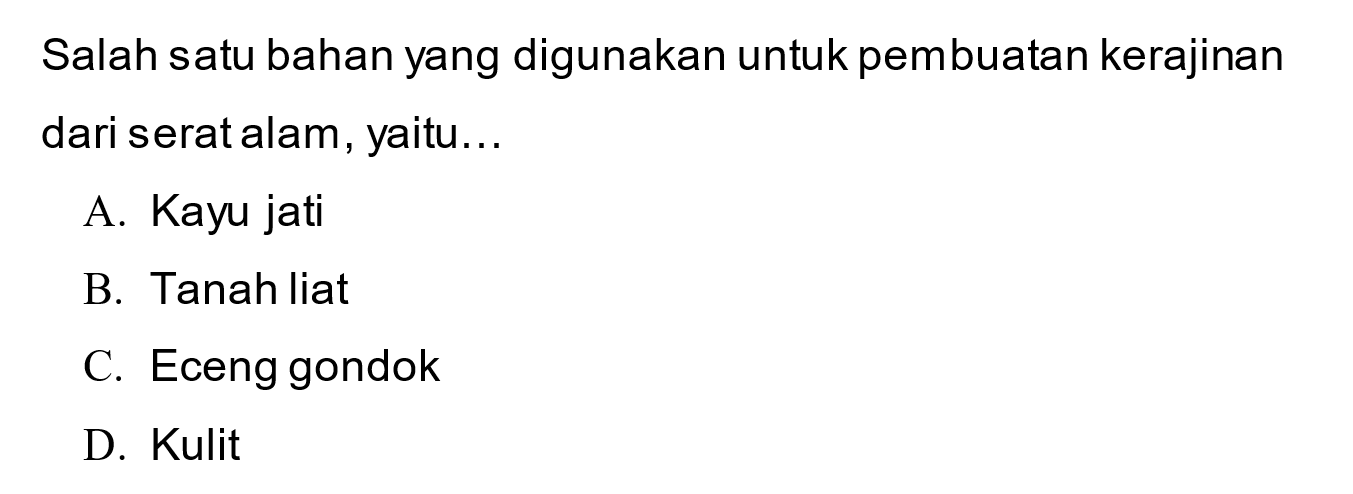 Salah satu bahan yang digunakan untuk pembuatan kerajinan
dari serat alam, yaitu...
A. Kayu jati
B. Tanah liat
C. Eceng gondok
D. Kulit